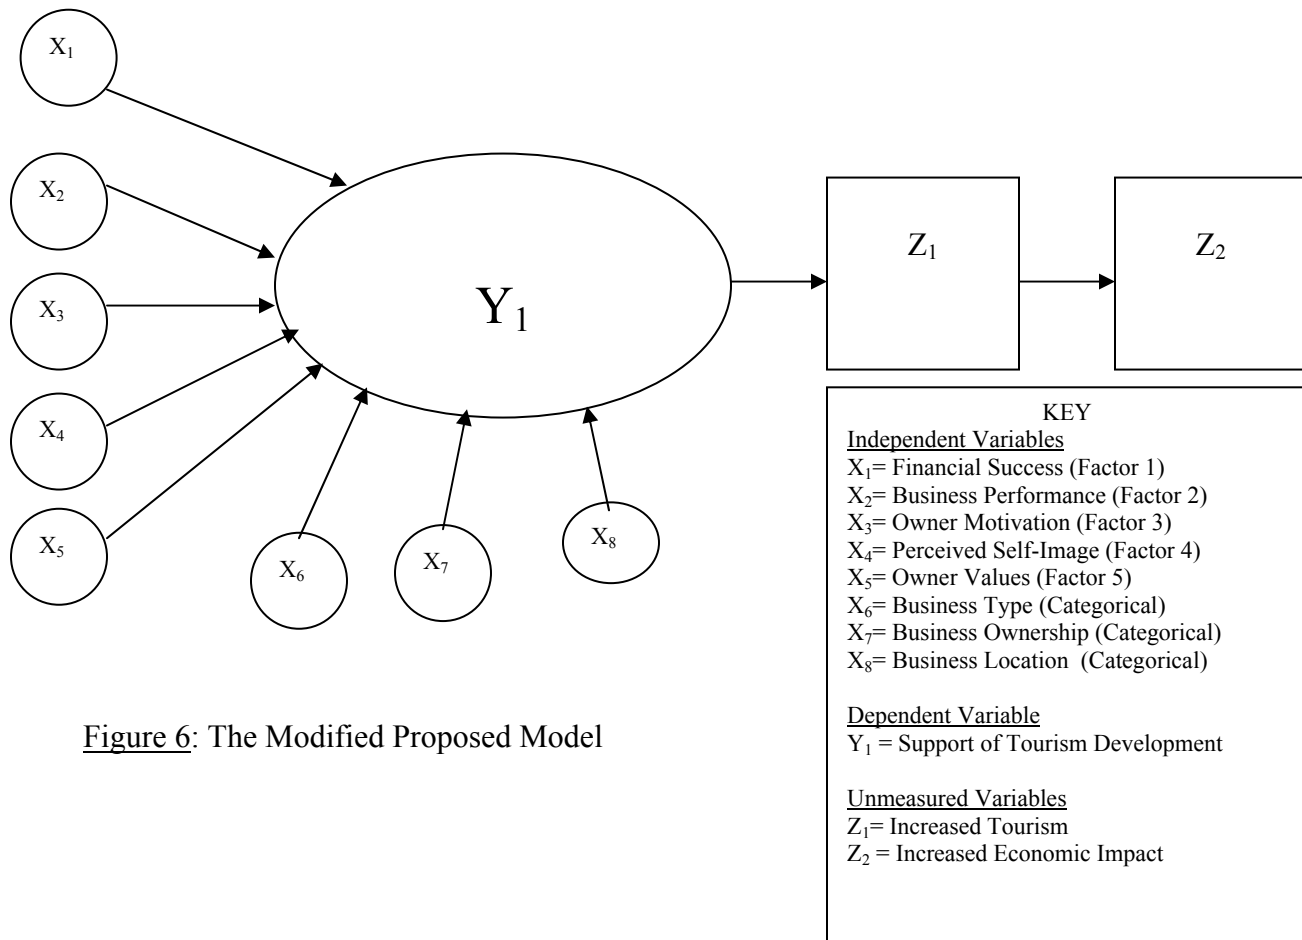 X₁
X₂
X₃
X₄
X₅
X₆
X₇
X₈
Y₁
Z₁
Z₂
KEY
Independent Variables
X₁= Financial Success (Factor 1)
X₂= Business Performance (Factor 2)
X₃= Owner Motivation (Factor 3)
X₄= Perceived Self-Image (Factor 4)
X₅= Owner Values (Factor 5)
X₆= Business Type (Categorical)
X₇= Business Ownership (Categorical)
X₈= Business Location (Categorical)
Dependent Variable
Y₁ = Support of Tourism Development
Unmeasured Variables
Z₁= Increased Tourism
Z₂ = Increased Economic Impact
Figure 6: The Modified Proposed Model